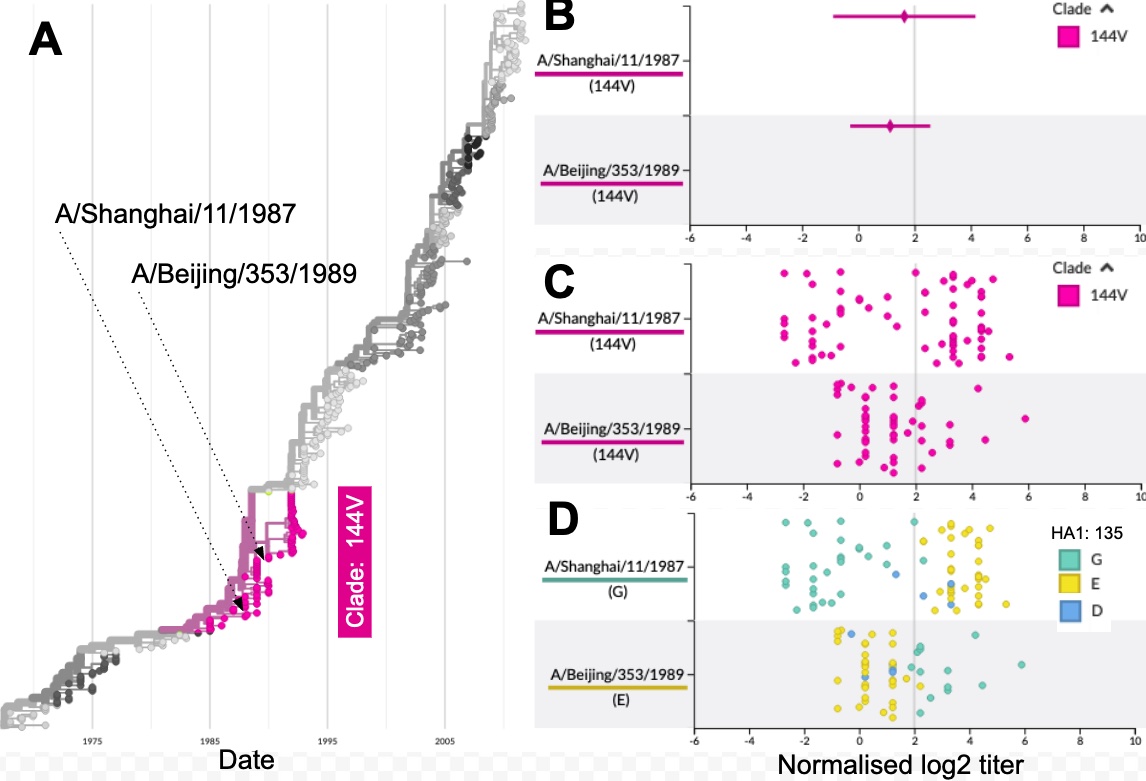 A
A/Shanghai/11/1987
A/Beijing/353/1989
Clade: 144V
1975
1985
1995
2005
Date
B
Clade
144V
A/Shanghai/11/1987
(144V)
A/Beijing/353/1989
(144V)
-6
-4
-2
0
2
4
6
8
10
C
Clade
144V
A/Shanghai/11/1987
(144V)
A/Beijing/353/1989
(144V)
-6
-4
-2
0
2
4
6
8
10
D
HA1: 135
G
E
D
A/Shanghai/11/1987
(G)
A/Beijing/353/1989
(E)
-6
-4
-2
0
2
4
6
8
10
Normalised log2 titer